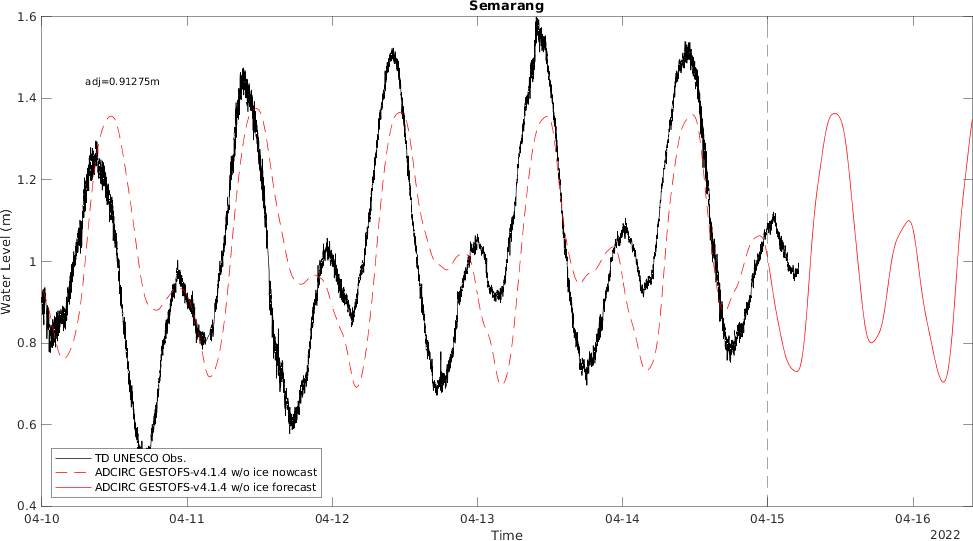 Semarang
1.6
1.4
1.2
1
0.8
0.6
0.4
Water Level (m)
adj=0.91275m
TD UNESCO Obs.
ADCIRC GESTOFS-v4.1.4 w/o ice nowcast
ADCIRC GESTOFS-v4.1.4 w/o ice forecast
04-10 04-11 04-12 04-13 04-14 04-15 04-16
Time
2022